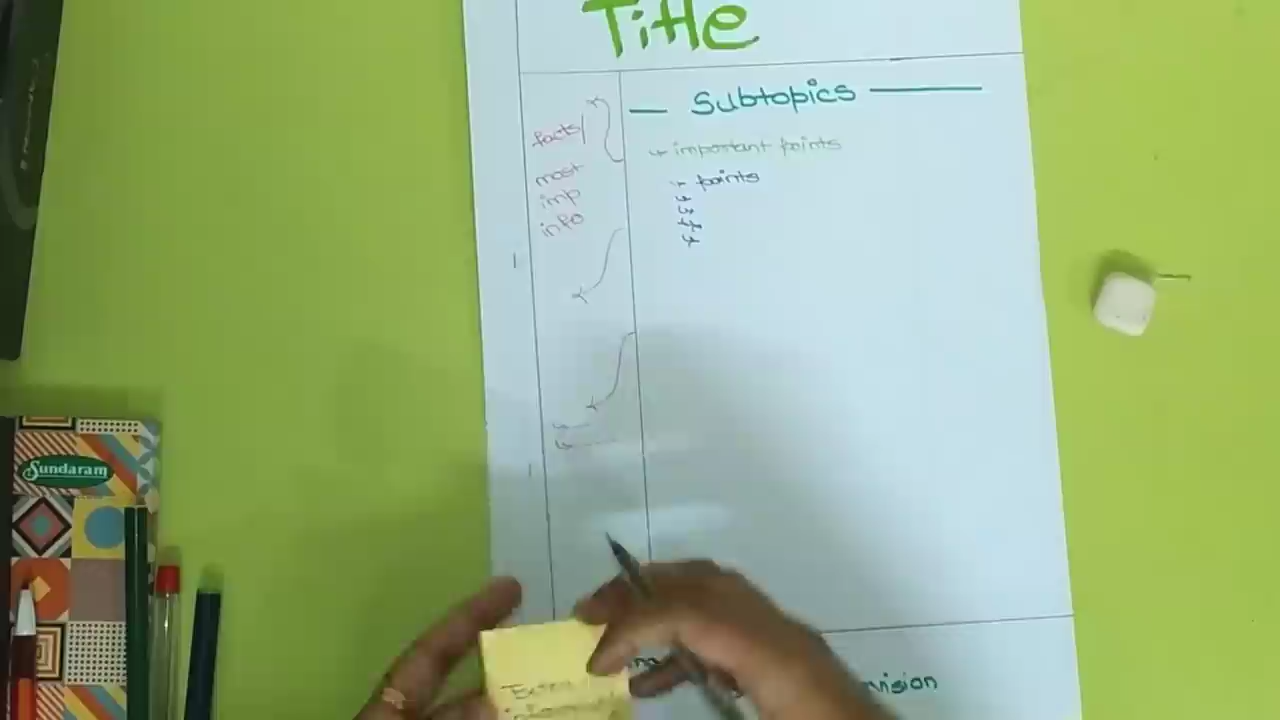 Title
Subtopics
facts/
most
imp
info
important points
points
Sundaram